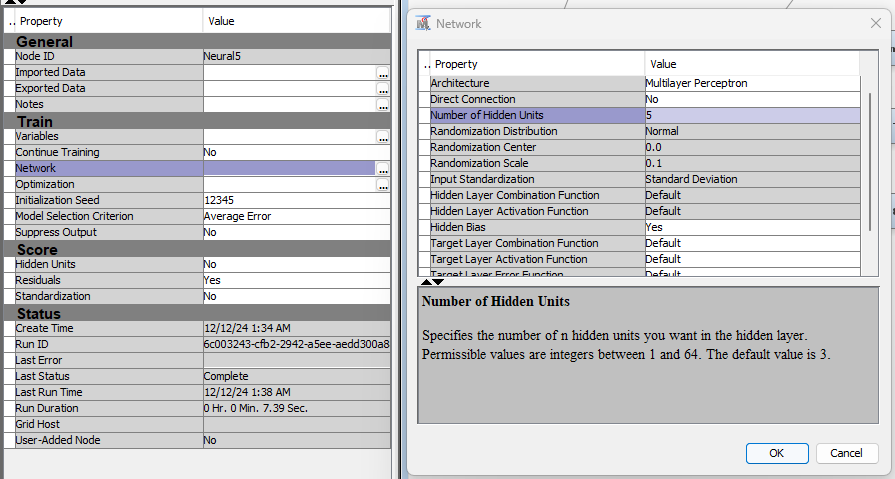 .. Property Value
General
Node ID Neural5
Imported Data ...
Exported Data ...
Notes ...
Train
Variables ...
Continue Training No
Network ...
Optimization ...
Initialization Seed 12345
Model Selection Criterion Average Error
Suppress Output No
Score
Hidden Units No
Residuals Yes
Standardization No
Status
Create Time 12/12/24 1:34 AM
Run ID 6c003243-cfb2-2942-a5ee-aedd300a8
Last Error
Last Status Complete
Last Run Time 12/12/24 1:38 AM
Run Duration 0 Hr. 0 Min. 7.39 Sec.
Grid Host
User-Added Node No
Network
.. Property Value
Architecture Multilayer Perceptron
Direct Connection No
Number of Hidden Units 5
Randomization Distribution Normal
Randomization Center 0.0
Randomization Scale 0.1
Input Standardization Standard Deviation
Hidden Layer Combination Function Default
Hidden Layer Activation Function Default
Hidden Bias Yes
Target Layer Combination Function Default
Target Layer Activation Function Default
Target Layer Error Function Default
Number of Hidden Units
Specifies the number of n hidden units you want in the hidden layer.
Permissible values are integers between 1 and 64. The default value is 3.
OK Cancel